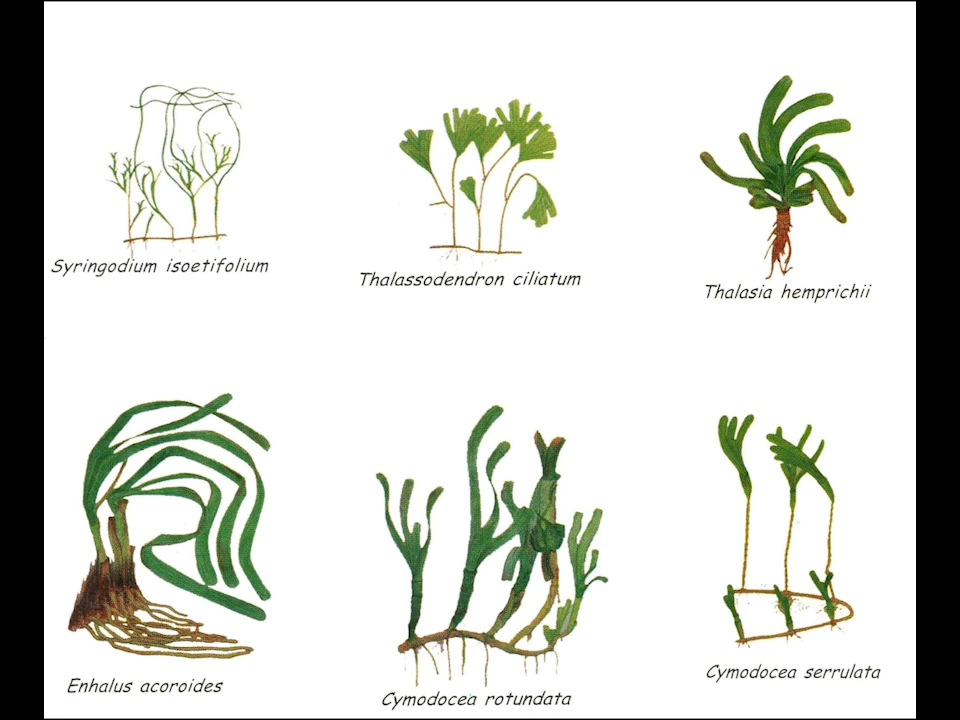 Syringodium isoetifolium
Thalassodendron ciliatum
Thalasia hemprichii
Enhalus acoroides
Cymodocea rotundata
Cymodocea serrulata